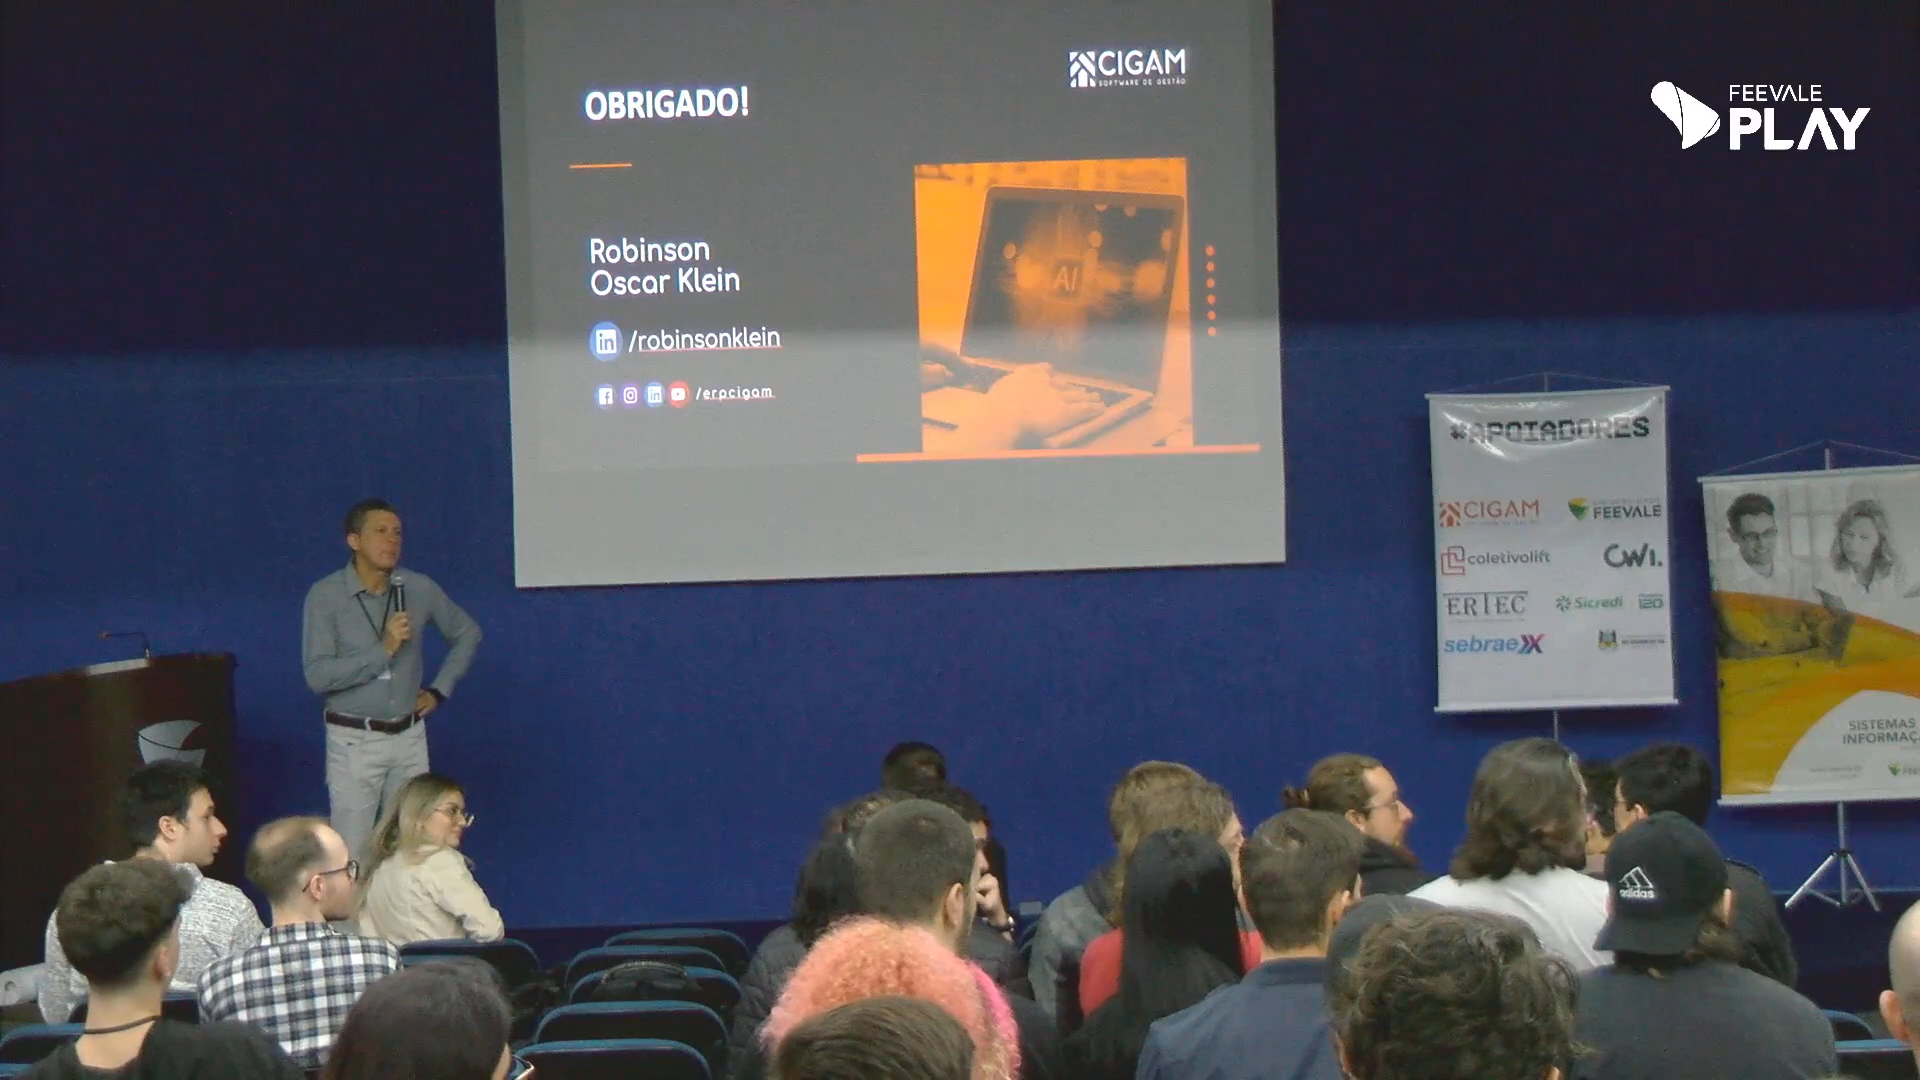 OBRIGADO!
CIGAM
SOFTWARE DE GESTÃO
Robinson
Oscar Klein
in /robinsonklein
/erpcigam
AI
FEEVALE
PLAY
#APOIADORES
CIGAM
FEEVALE
coletivolift
CWI.
ERTEC
Sicredi
sebrae X
SISTEMAS
INFORMAÇ
adidas